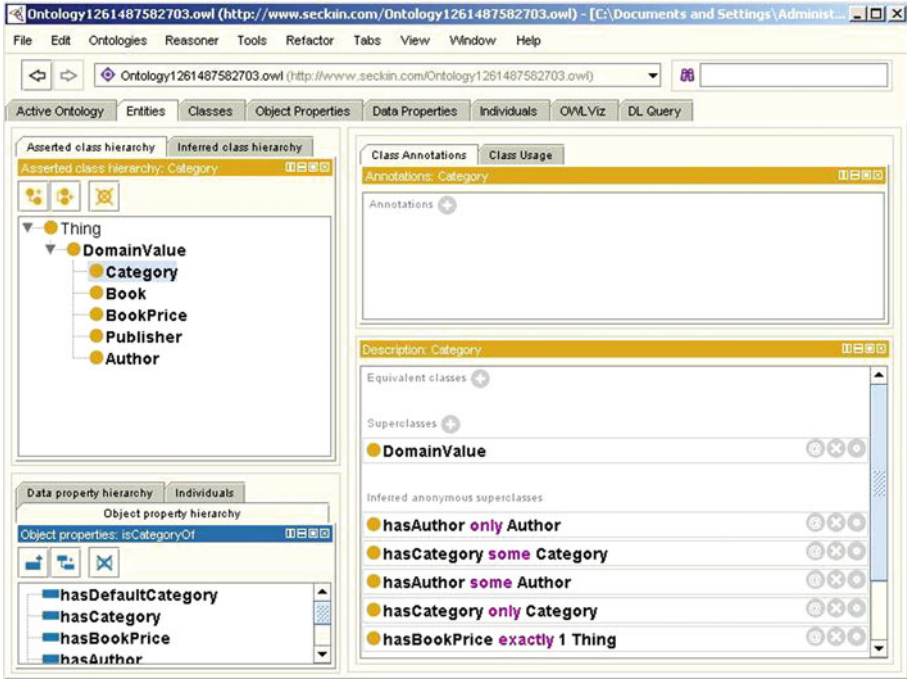 Ontology1261487582703.owl (http://www.seckiin.com/Ontology1261487582703.owl) - [C:\Documents and Settings\Administ...
File Edit Ontologies Reasoner Tools Refactor Tabs View Window Help
Ontology1261487582703.owl (http://www.seckiin.com/Ontology1261487582703.owl)
Active Ontology Entities Classes Object Properties Data Properties Individuals OWLViz DL Query
Asserted class hierarchy Inferred class hierarchy
Asserted class hierarchy: Category
Thing
DomainValue
Category
Book
BookPrice
Publisher
Author
Data property hierarchy Individuals
Object property hierarchy
Object properties: isCategoryOf
hasDefaultCategory
hasCategory
hasBookPrice
hasAuthor
Class Annotations Class Usage
Annotations: Category
Annotations
Description: Category
Equivalent classes
Superclasses
DomainValue
Inferred anonymous superclasses
hasAuthor only Author
hasCategory some Category
hasAuthor some Author
hasCategory only Category
hasBookPrice exactly 1 Thing